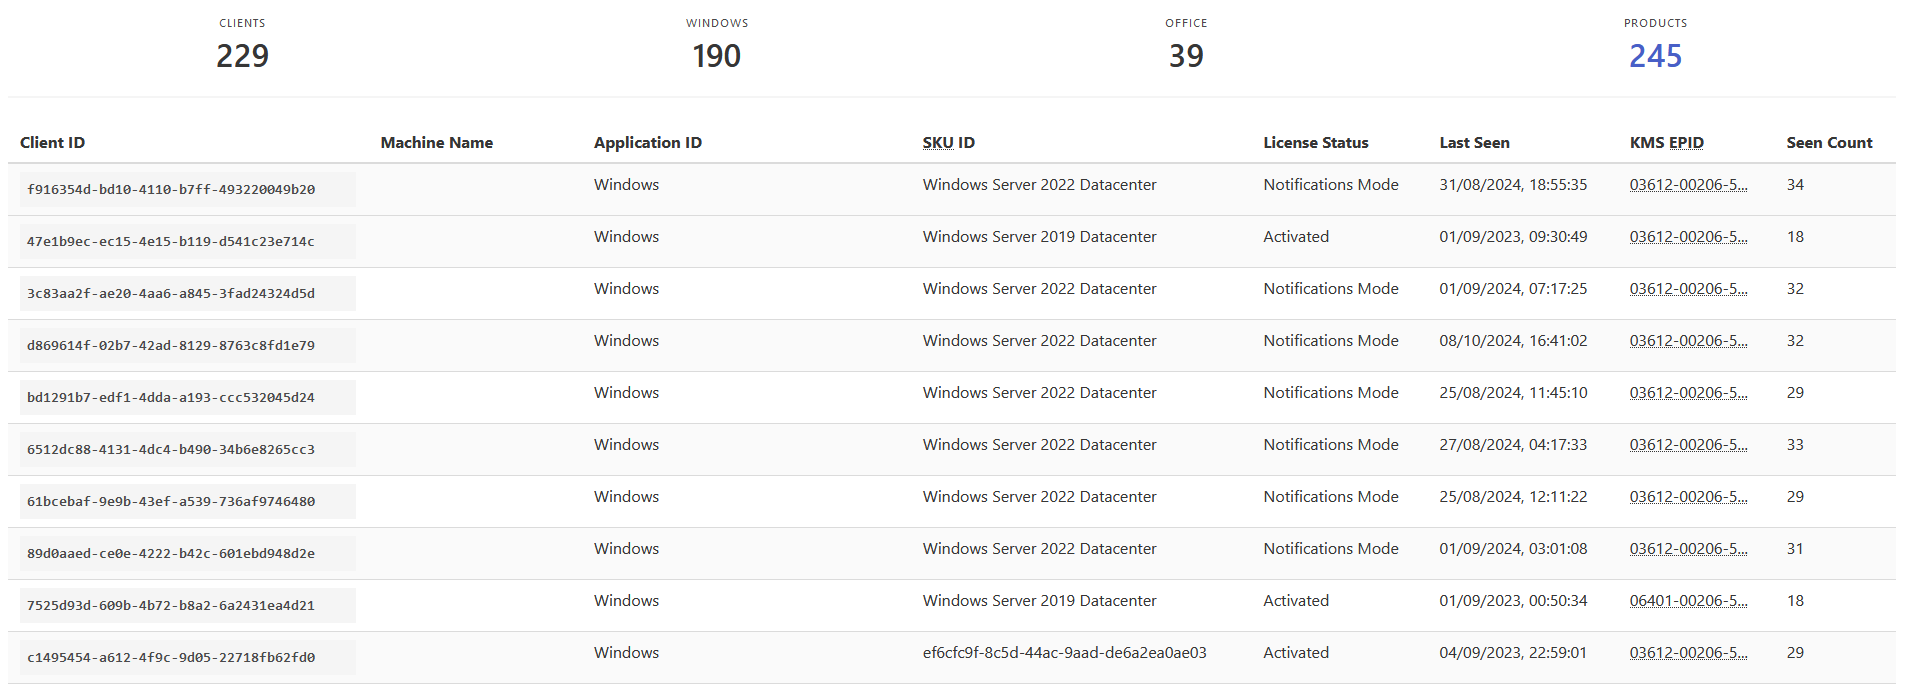 CLIENTS WINDOWS OFFICE PRODUCTS
229 190 39 245
Client ID Machine Name Application ID SKU ID License Status Last Seen KMS EPID Seen Count
f916354d-bd10-4110-b7ff-493220049b20 Windows Windows Server 2022 Datacenter Notifications Mode 31/08/2024, 18:55:35 03612-00206-5... 34
47e1b9ec-ec15-4e15-b119-d541c23e714c Windows Windows Server 2019 Datacenter Activated 01/09/2023, 09:30:49 03612-00206-5... 18
3c83aa2f-ae20-4aa6-a845-3fad24324d5d Windows Windows Server 2022 Datacenter Notifications Mode 01/09/2024, 07:17:25 03612-00206-5... 32
d869614f-02b7-42ad-8129-8763c8fd1e79 Windows Windows Server 2022 Datacenter Notifications Mode 08/10/2024, 16:41:02 03612-00206-5... 32
bd1291b7-edf1-4dda-a193-ccc532045d24 Windows Windows Server 2022 Datacenter Notifications Mode 25/08/2024, 11:45:10 03612-00206-5... 29
6512dc88-4131-4dc4-b490-34b6e8265cc3 Windows Windows Server 2022 Datacenter Notifications Mode 27/08/2024, 04:17:33 03612-00206-5... 33
61bcebaf-9e9b-43ef-a539-736af9746480 Windows Windows Server 2022 Datacenter Notifications Mode 25/08/2024, 12:11:22 03612-00206-5... 29
89d0aaed-ce0e-4222-b42c-601ebd948d2e Windows Windows Server 2022 Datacenter Notifications Mode 01/09/2024, 03:01:08 03612-00206-5... 31
7525d93d-609b-4b72-b8a2-6a2431ea4d21 Windows Windows Server 2019 Datacenter Activated 01/09/2023, 00:50:34 06401-00206-5... 18
c1495454-a612-4f9c-9d05-22718fb62fd0 Windows ef6cfc9f-8c5d-44ac-9aad-de6a2ea0ae03 Activated 04/09/2023, 22:59:01 03612-00206-5... 29